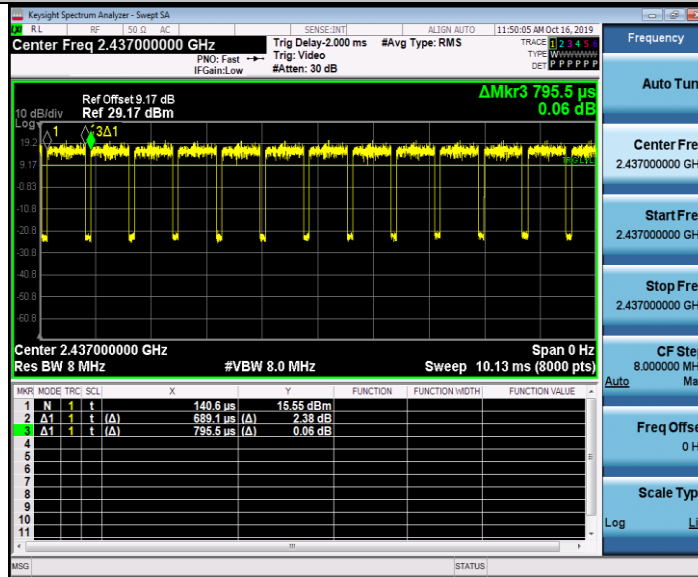 Keysight Spectrum Analyzer - Swept SA
RL RF 50 Ω AC SENSE:INT ALIGN AUTO 11:50:05 AM Oct 16, 2019
Center Freq 2.437000000 GHz Trig Delay-2.000 ms #Avg Type: RMS TRACE 1 2 3 4 5 6
PNO: Fast Trig: Video TYPE W
IFGain:Low #Atten: 30 dB DET P P P P P P
ΔMkr3 795.5 µs
0.06 dB
Ref Offset 9.17 dB
10 dB/div Ref 29.17 dBm
Log
1 3Δ1
19.2
9.17
TRIG LVL
-0.83
-10.8
-20.8
-30.8
-40.8
-50.8
-60.8
Center 2.437000000 GHz Span 0 Hz
Res BW 8 MHz #VBW 8.0 MHz Sweep 10.13 ms (8000 pts)
MKR MODE TRC SCL X Y FUNCTION FUNCTION WIDTH FUNCTION VALUE
1 N 1 t 140.6 µs 15.55 dBm
2 Δ1 1 t (Δ) 689.1 µs (Δ) 2.38 dB
3 Δ1 1 t (Δ) 795.5 µs (Δ) 0.06 dB
4
5
6
7
8
9
10
11
MSG STATUS
Frequency
Auto Tun
Center Fre
2.437000000 GH
Start Fre
2.437000000 GH
Stop Fre
2.437000000 GH
CF Ste
8.000000 MH
Auto Ma
Freq Offse
0 H
Scale Typ
Log Li